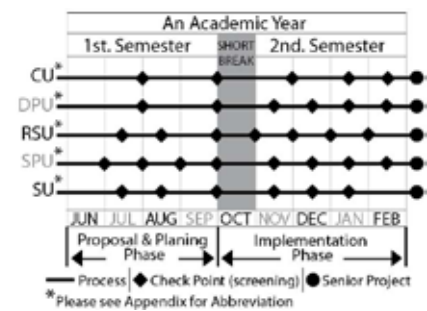 An Academic Year
1st. Semester SHORT BREAK 2nd. Semester
CU*
DPU*
RSU*
SPU*
SU*
JUN JUL AUG SEP OCT NOV DEC JAN FEB
Proposal & Planing Phase Implementation Phase
Process Check Point (screening) Senior Project
*Please see Appendix for Abbreviation